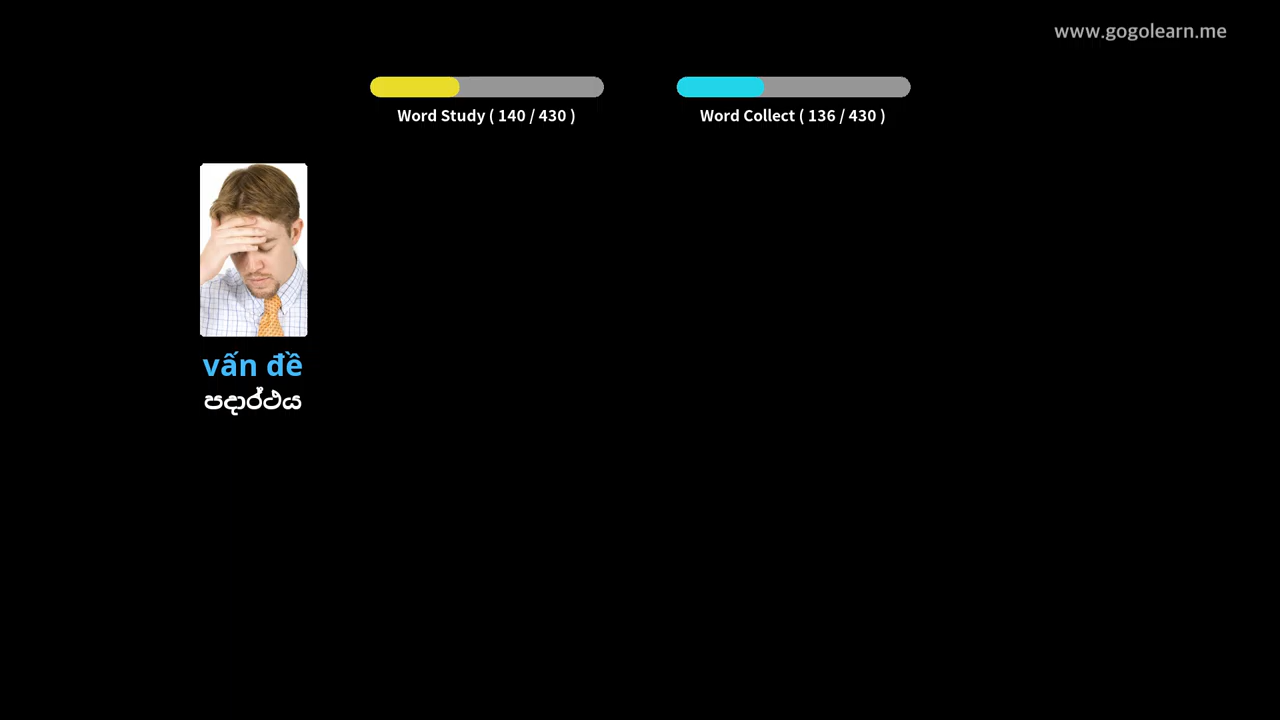 www.gogolearn.me
Word Study ( 140 / 430 )
Word Collect ( 136 / 430 )
vấn đề
පදාර්ථය